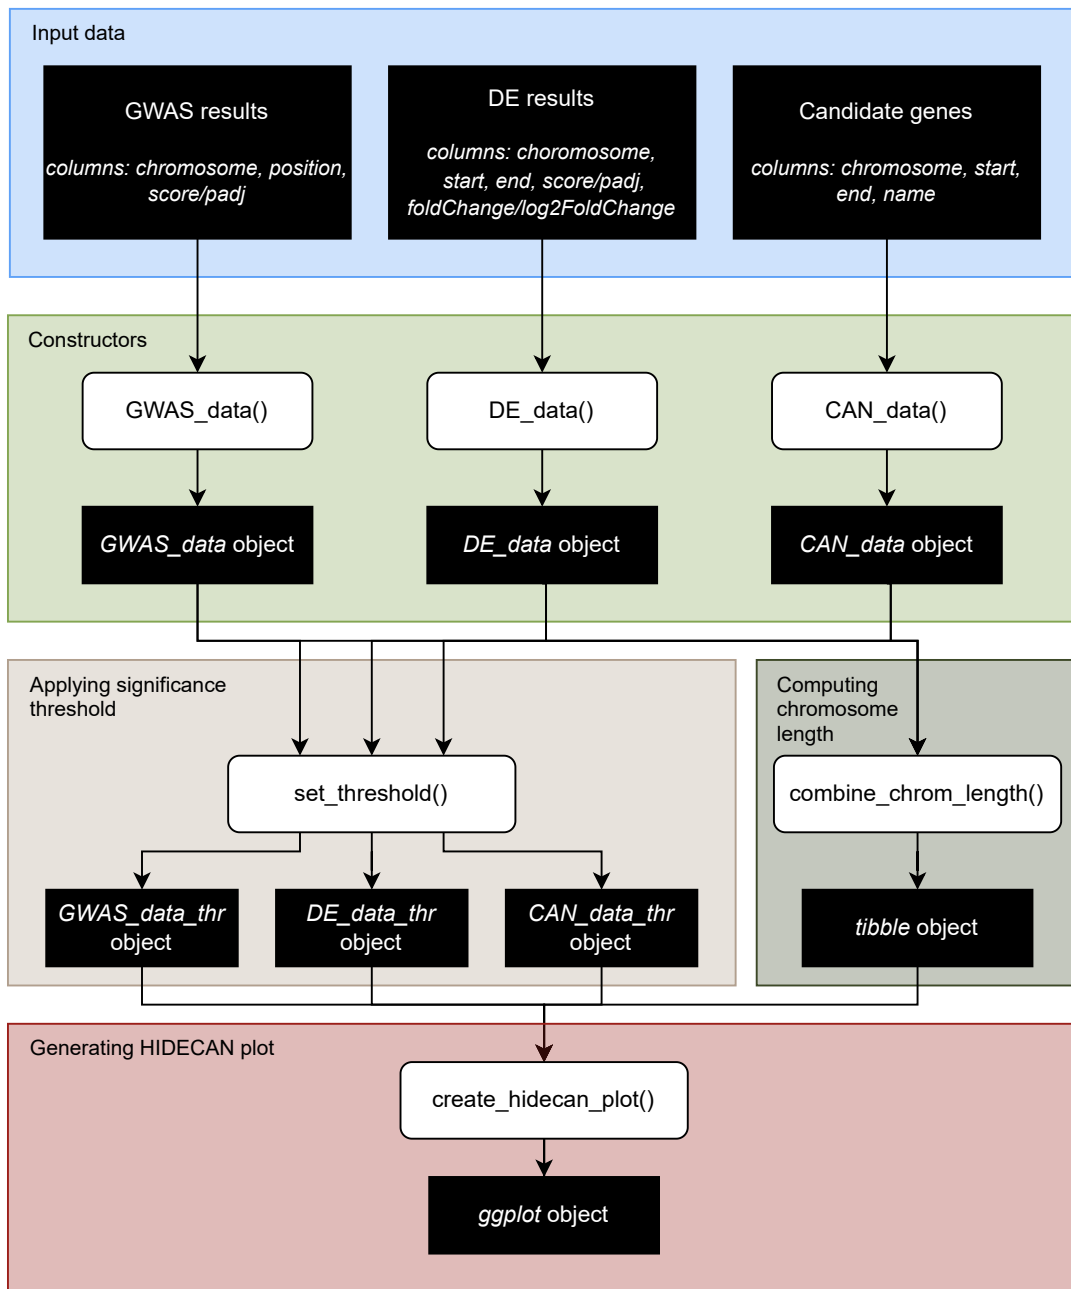 Input data
GWAS results
columns: chromosome, position,
score/padj
DE results
columns: choromosome,
start, end, score/padj,
foldChange/log2FoldChange
Candidate genes
columns: chromosome, start,
end, name
Constructors
GWAS_data()
DE_data()
CAN_data()
GWAS_data object
DE_data object
CAN_data object
Applying significance
threshold
Computing
chromosome
length
set_threshold()
combine_chrom_length()
GWAS_data_thr
object
DE_data_thr
object
CAN_data_thr
object
tibble object
Generating HIDECAN plot
create_hidecan_plot()
ggplot object